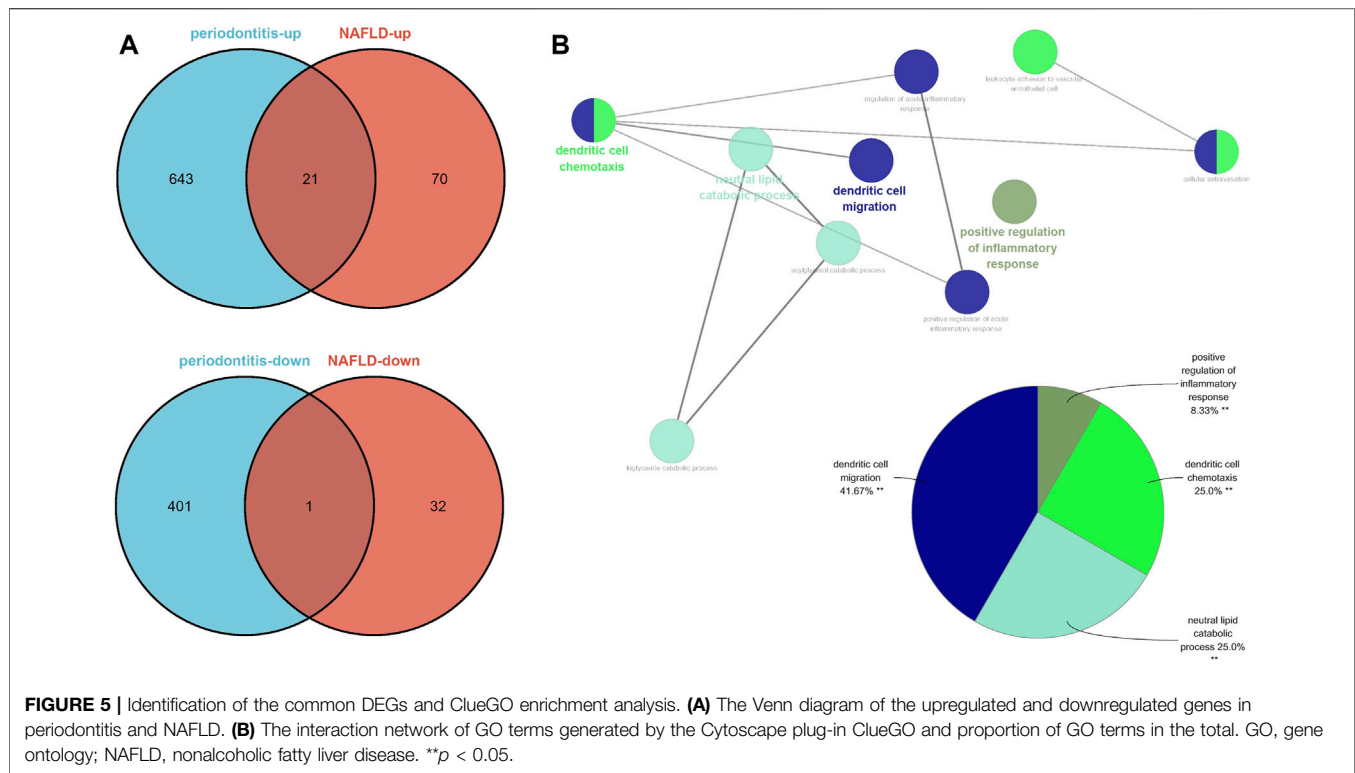 A
periodontitis-up
NAFLD-up
643
21
70
periodontitis-down
NAFLD-down
401
1
32
B
leukocyte adhesion to vascular
endothelial cell
regulation of acute inflammatory
response
dendritic cell
chemotaxis
neutral lipid
catabolic process
dendritic cell
migration
cellular extravasation
positive regulation
of inflammatory
response
acylglycerol catabolic process
positive regulation of acute
inflammatory response
triglyceride catabolic process
positive
regulation of
inflammatory
response
8.33% **
dendritic cell
migration
41.67% **
dendritic cell
chemotaxis
25.0% **
neutral lipid
catabolic
process 25.0%
**
FIGURE 5 | Identification of the common DEGs and ClueGO enrichment analysis. (A) The Venn diagram of the upregulated and downregulated genes in
periodontitis and NAFLD. (B) The interaction network of GO terms generated by the Cytoscape plug-in ClueGO and proportion of GO terms in the total. GO, gene
ontology; NAFLD, nonalcoholic fatty liver disease. **p < 0.05.